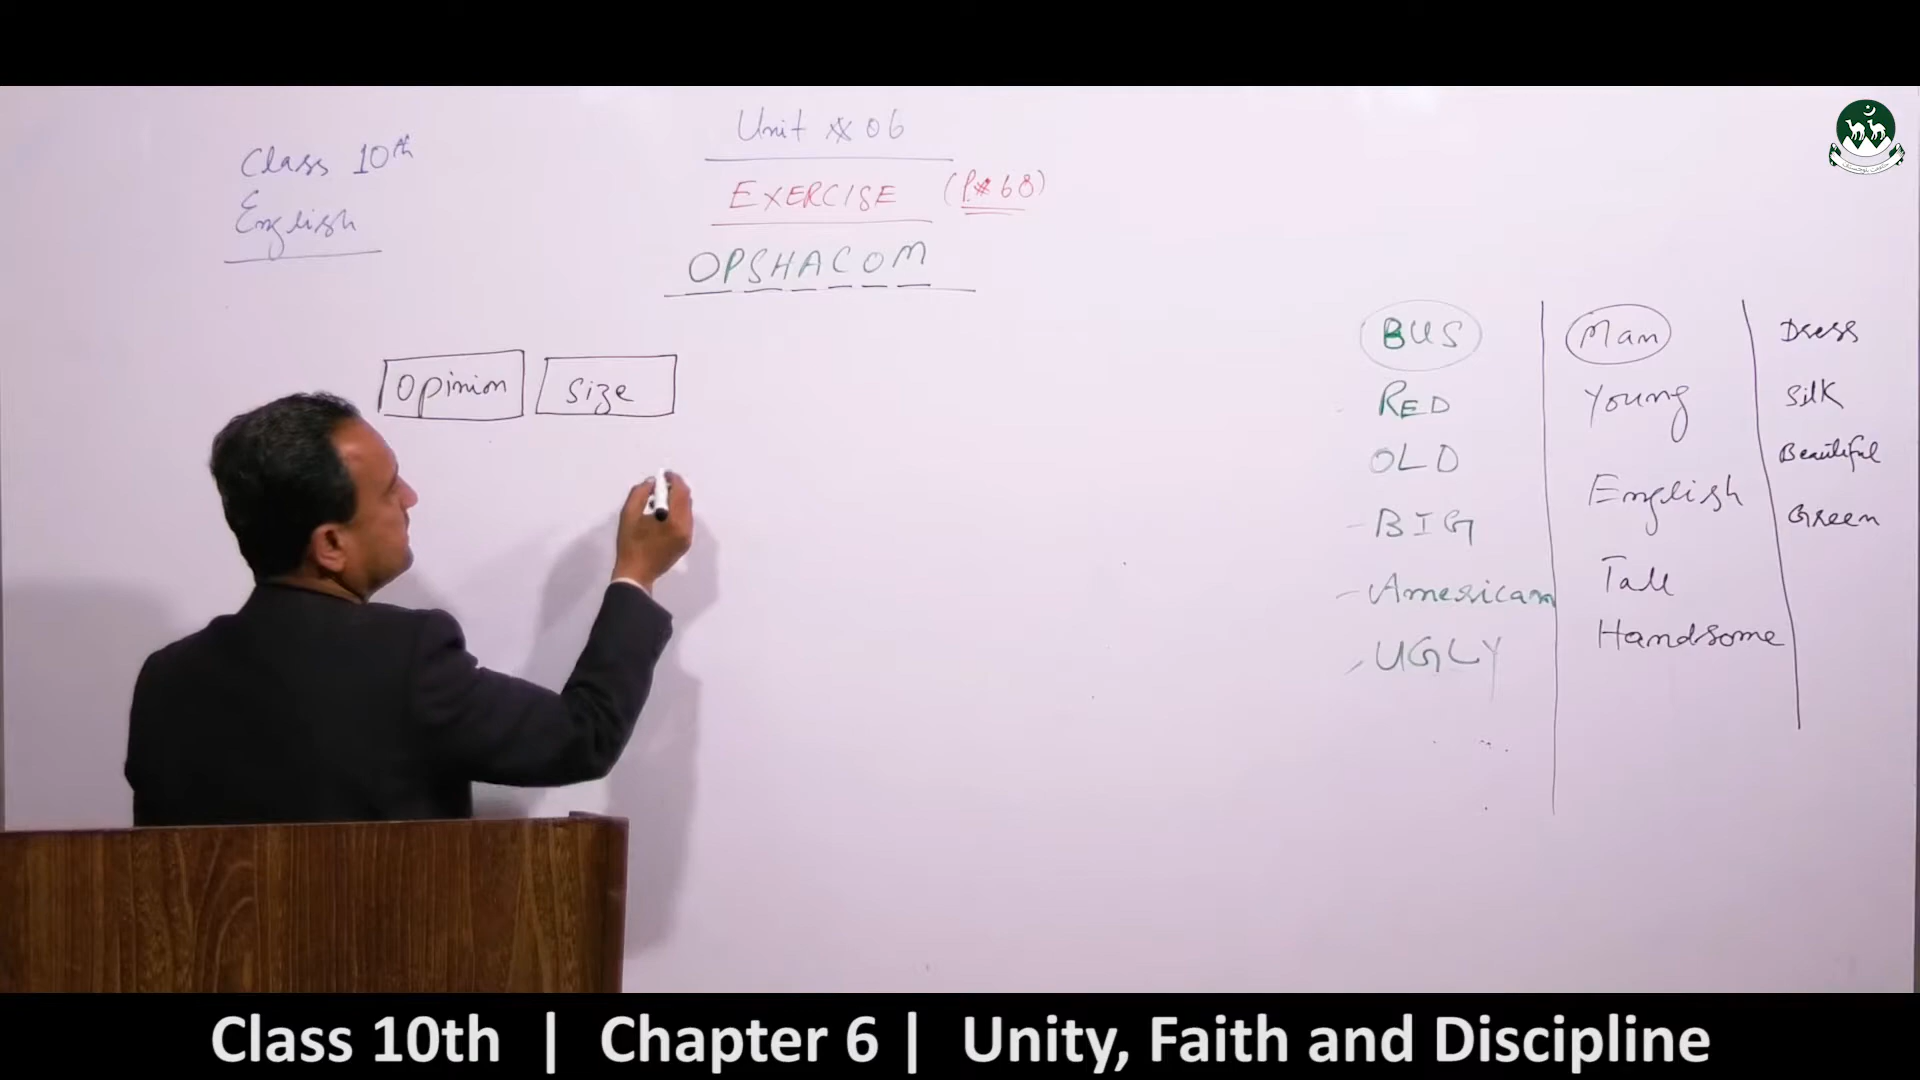 Class 10th
English
Unit # 06
EXERCISE (P.# 68)
OPSHACOM
Opinion Size
BUS
RED
OLD
BIG
American
UGLY
Man
Young
English
Tall
Handsome
Dress
Silk
Beautiful
Green
Class 10th | Chapter 6 | Unity, Faith and Discipline